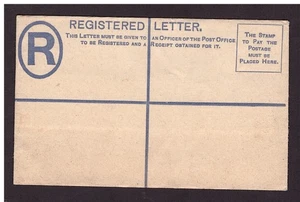 REGISTERED LETTER.
THIS LETTER MUST BE GIVEN TO AN OFFICER OF THE POST OFFICE
TO BE REGISTERED AND A RECEIPT OBTAINED FOR IT.
R
THE STAMP
TO PAY THE
POSTAGE
MUST BE
PLACED HERE.